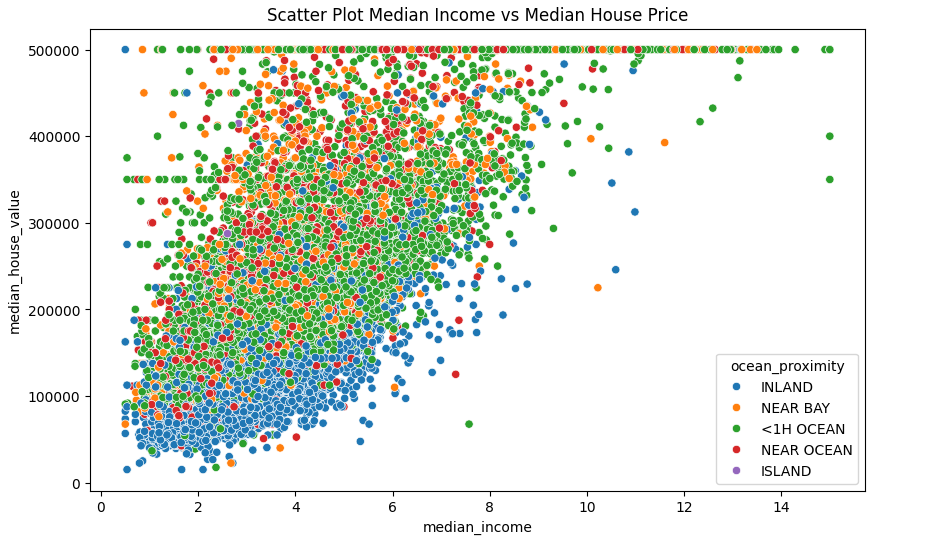 Scatter Plot Median Income vs Median House Price
500000
400000
300000
200000
100000
0
median_house_value
0 2 4 6 8 10 12 14
median_income
ocean_proximity
INLAND
NEAR BAY
<1H OCEAN
NEAR OCEAN
ISLAND